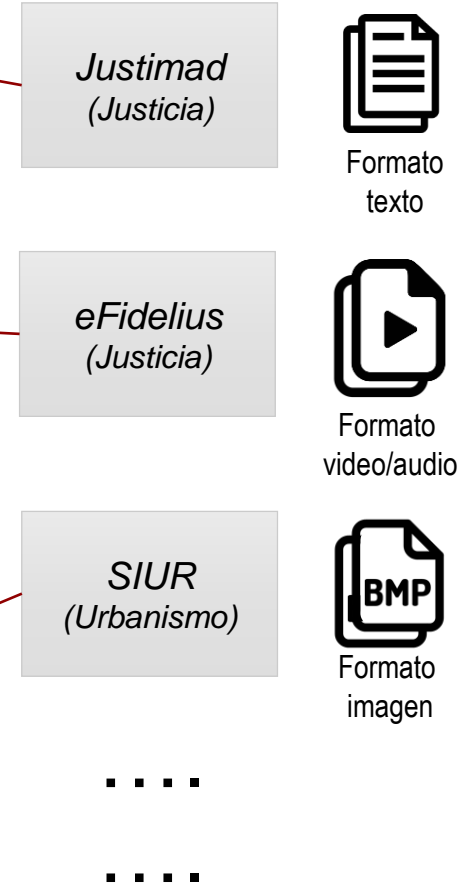 Justimad
(Justicia)
Formato
texto
eFidelius
(Justicia)
Formato
video/audio
SIUR
(Urbanismo)
BMP
Formato
imagen
....
....